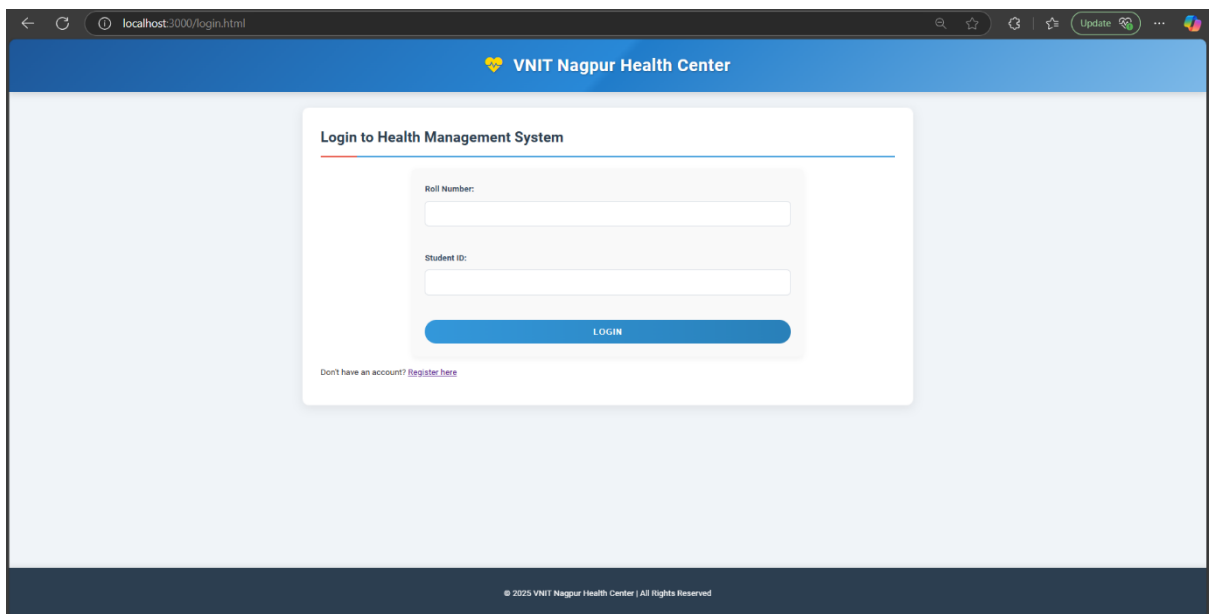 localhost:3000/login.html
Update
VNIT Nagpur Health Center
Login to Health Management System
Roll Number:
Student ID:
LOGIN
Don't have an account? Register here
© 2025 VNIT Nagpur Health Center | All Rights Reserved